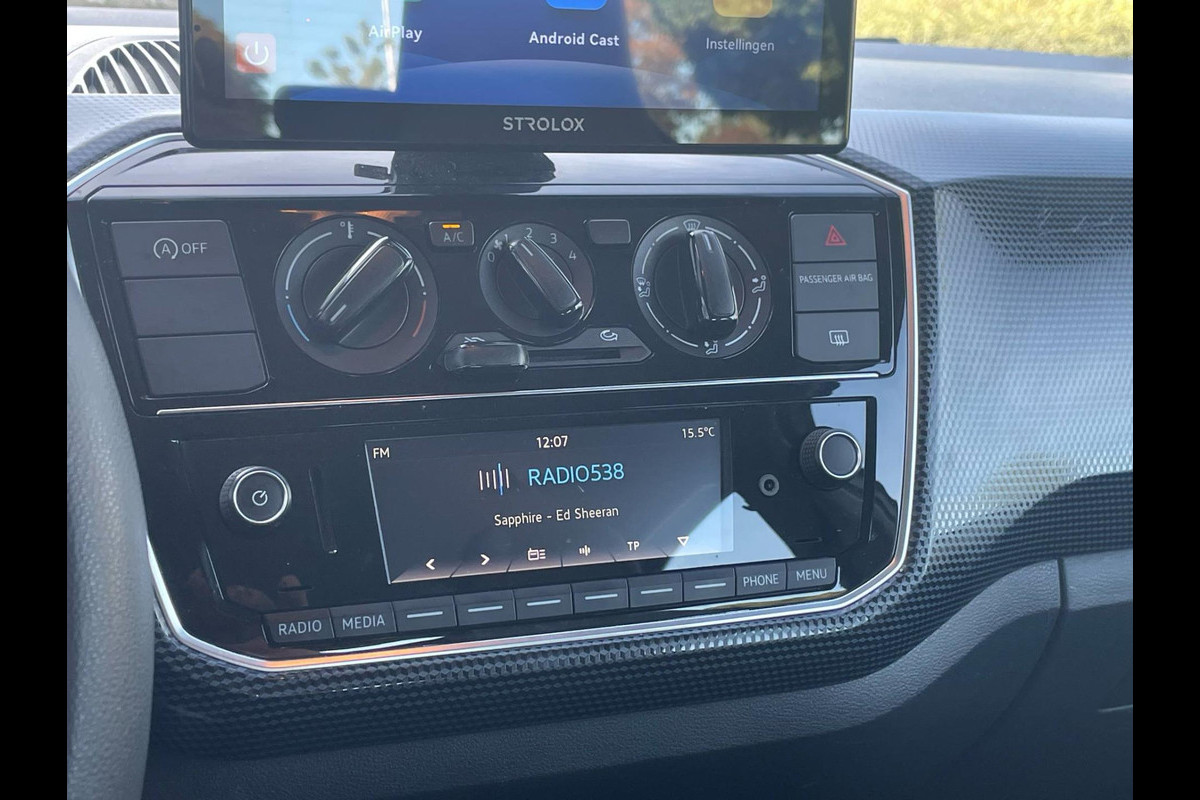 AirPlay
Android Cast
Instellingen
STROLOX
A OFF
A/C
0 1 2 3 4
PASSENGER AIR BAG
FM
12:07
15.5°C
RADIO538
Sapphire - Ed Sheeran
TP
RADIO
MEDIA
PHONE
MENU